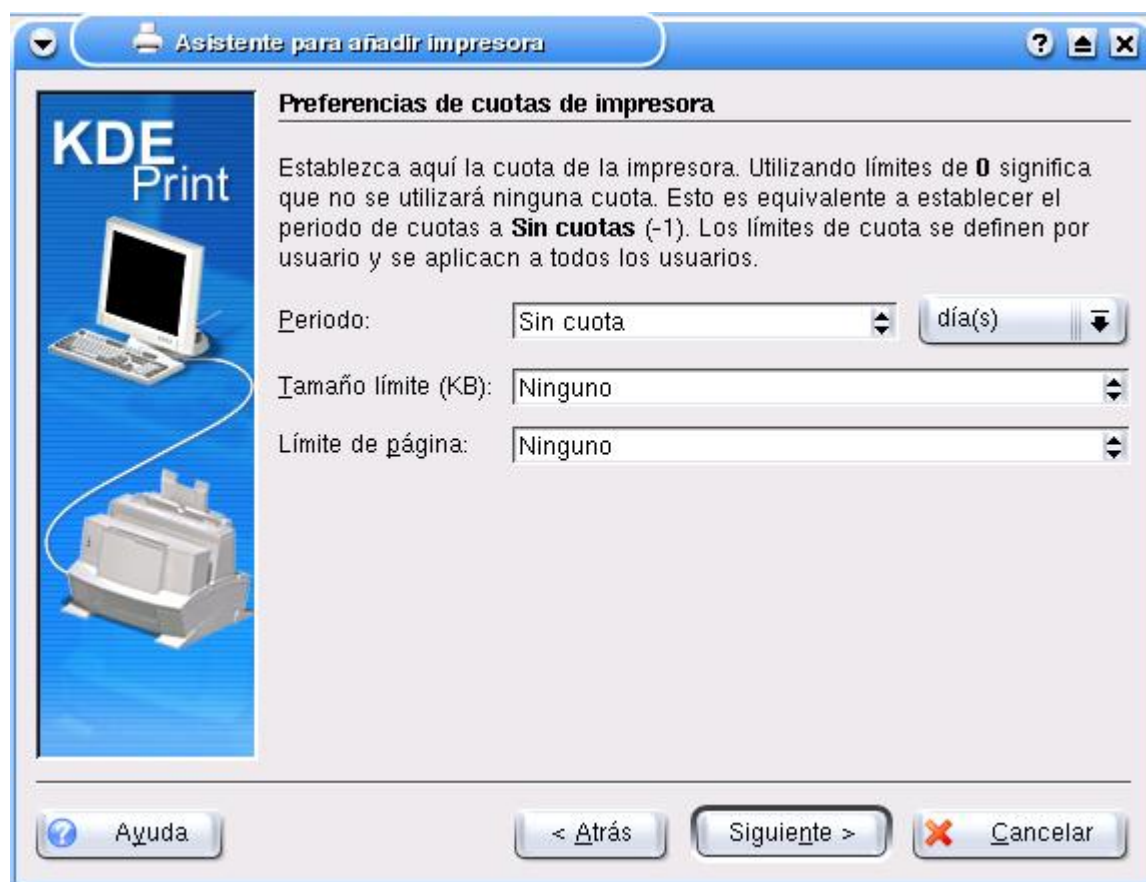 Asistente para añadir impresora
KDE
Print
Preferencias de cuotas de impresora
Establezca aquí la cuota de la impresora. Utilizando límites de 0 significa
que no se utilizará ninguna cuota. Esto es equivalente a establecer el
periodo de cuotas a Sin cuotas (-1). Los límites de cuota se definen por
usuario y se aplicacn a todos los usuarios.
Periodo: Sin cuota día(s)
Tamaño límite (KB): Ninguno
Límite de página: Ninguno
Ayuda < Atrás Siguiente > Cancelar